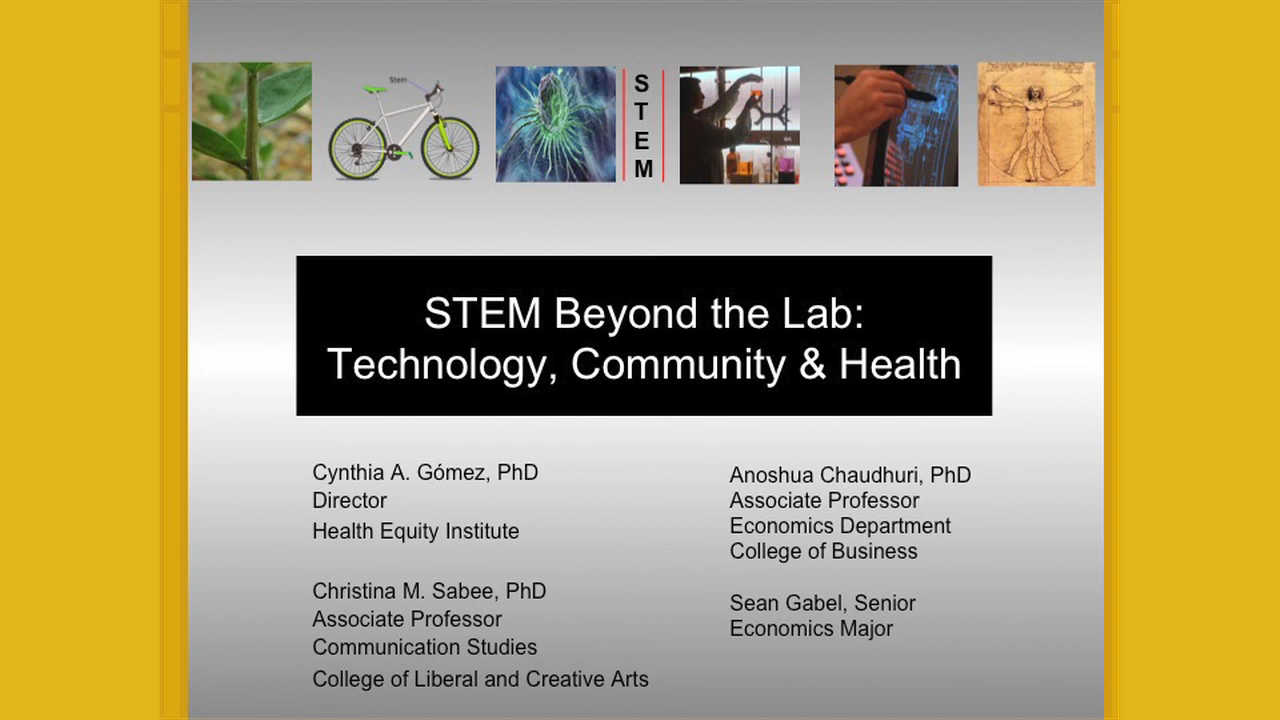 Stem
S
T
E
M
STEM Beyond the Lab:
Technology, Community & Health
Cynthia A. Gómez, PhD
Director
Health Equity Institute
Christina M. Sabee, PhD
Associate Professor
Communication Studies
College of Liberal and Creative Arts
Anoshua Chaudhuri, PhD
Associate Professor
Economics Department
College of Business
Sean Gabel, Senior
Economics Major